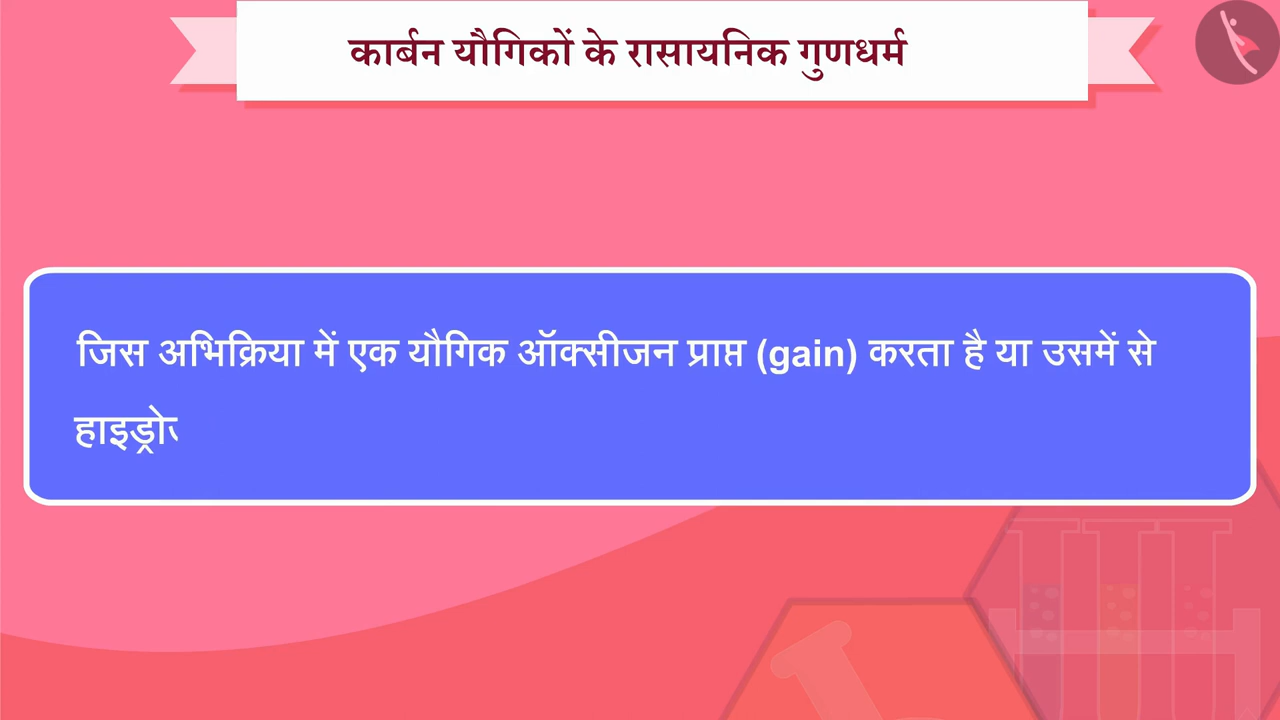 कार्बन यौगिकों के रासायनिक गुणधर्म
जिस अभिक्रिया में एक यौगिक ऑक्सीजन प्राप्त (gain) करता है या उसमें से